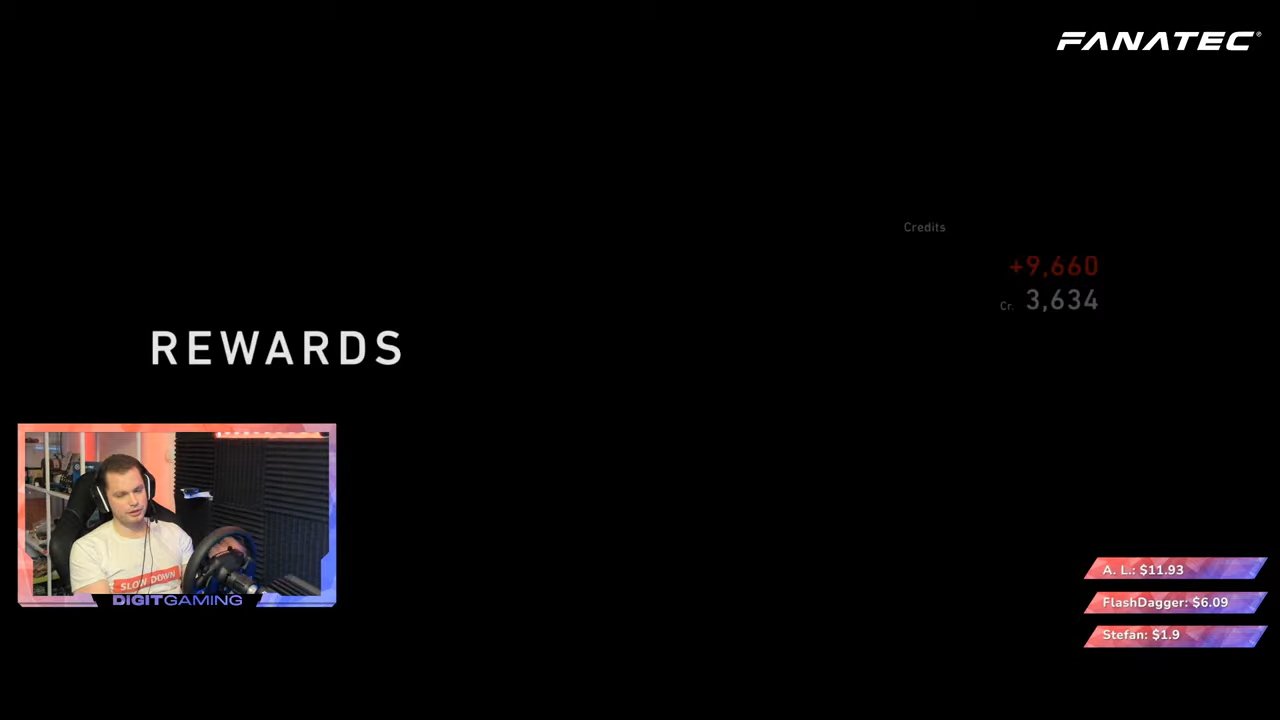 FANATEC®
Credits
+9,660
Cr. 3,634
REWARDS
SLOW DOWN
DIGITGAMING
A. L.: $11.93
FlashDagger: $6.09
Stefan: $1.9